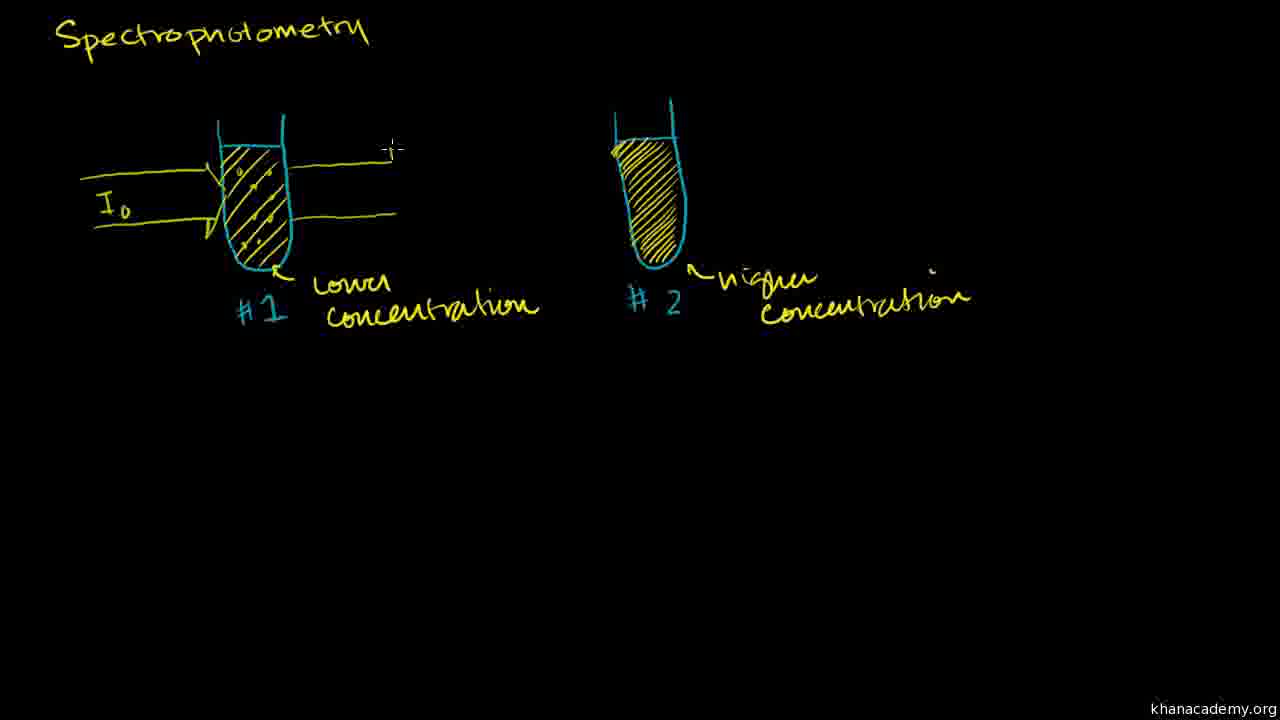 Spectrophotometry
I0
lower
concentration
#1
higher
concentration
# 2
khanacademy.org